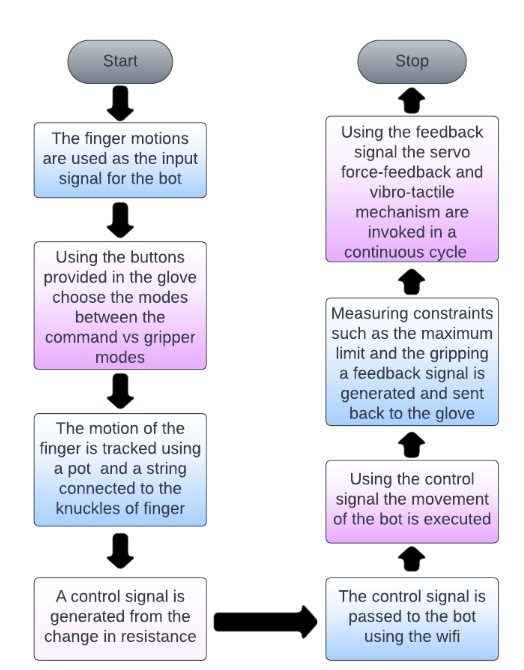 Start
The finger motions
are used as the input
signal for the bot
Using the buttons
provided in the glove
choose the modes
between the
command vs gripper
modes
The motion of the
finger is tracked using
a pot and a string
connected to the
knuckles of finger
A control signal is
generated from the
change in resistance
The control signal is
passed to the bot
using the wifi
Using the control
signal the movement
of the bot is executed
Measuring constraints
such as the maximum
limit and the gripping
a feedback signal is
generated and sent
back to the glove
Using the feedback
signal the servo
force-feedback and
vibro-tactile
mechanism are
invoked in a
continuous cycle
Stop